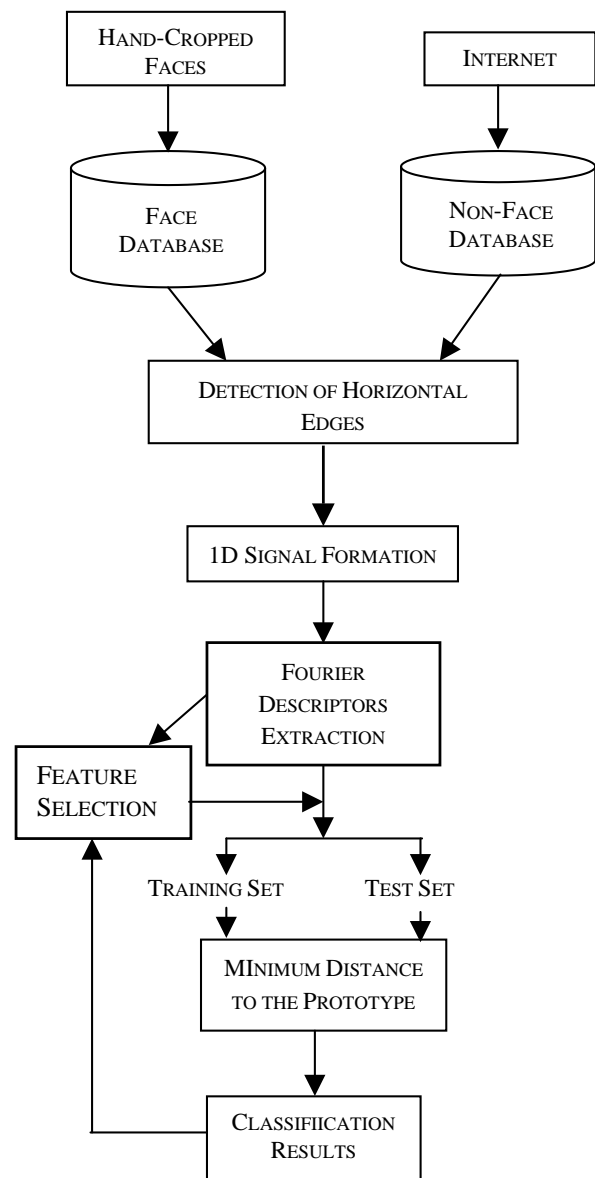 HAND-CROPPED
FACES
INTERNET
FACE
DATABASE
NON-FACE
DATABASE
DETECTION OF HORIZONTAL
EDGES
1D SIGNAL FORMATION
FOURIER
DESCRIPTORS
EXTRACTION
FEATURE
SELECTION
TRAINING SET
TEST SET
MINIMUM DISTANCE
TO THE PROTOTYPE
CLASSIFIICATION
RESULTS